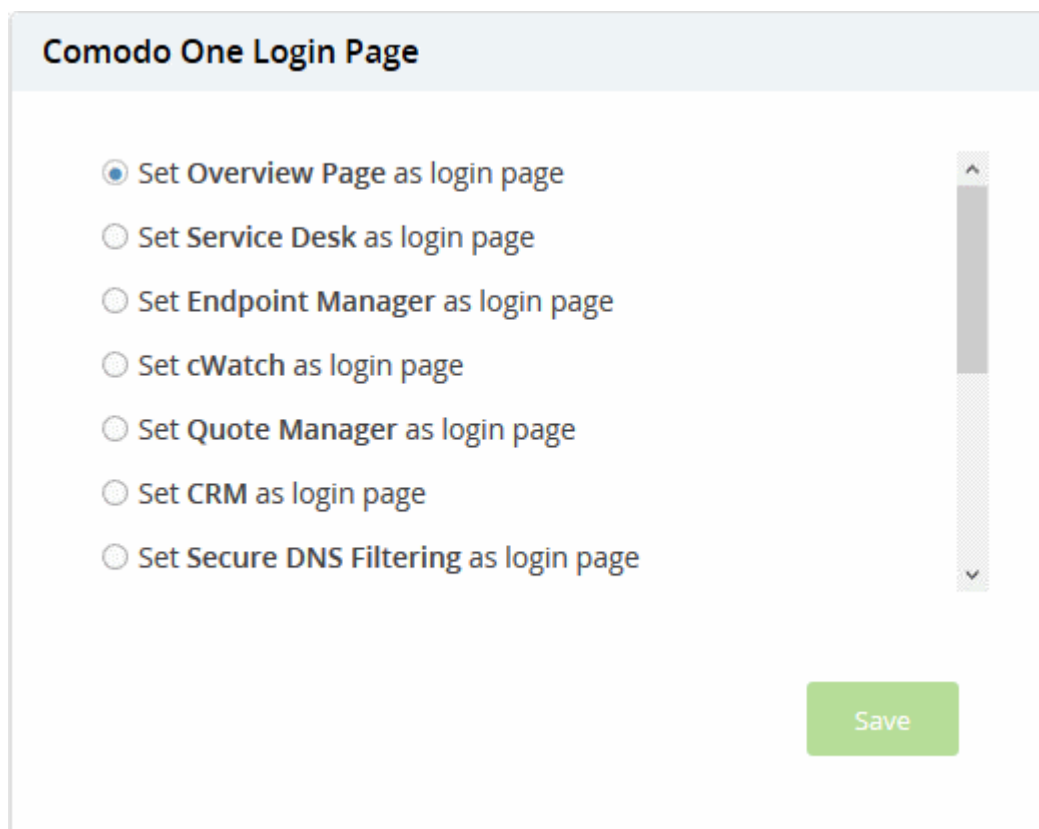 Comodo One Login Page
Set Overview Page as login page
Set Service Desk as login page
Set Endpoint Manager as login page
Set cWatch as login page
Set Quote Manager as login page
Set CRM as login page
Set Secure DNS Filtering as login page
Save